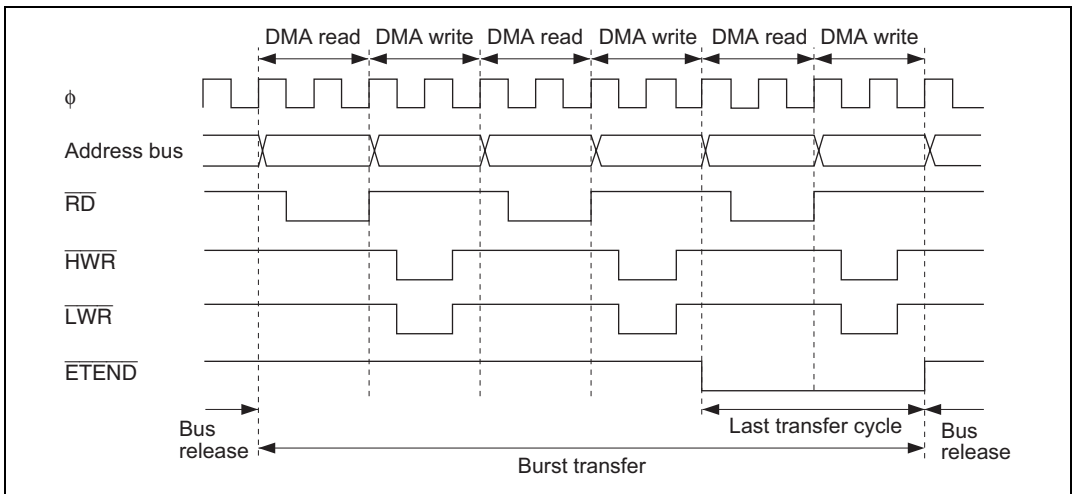 DMA read DMA write DMA read DMA write DMA read DMA write
ϕ
Address bus
RD
HWR
LWR
ETEND
Bus release
Last transfer cycle
Bus release
Burst transfer